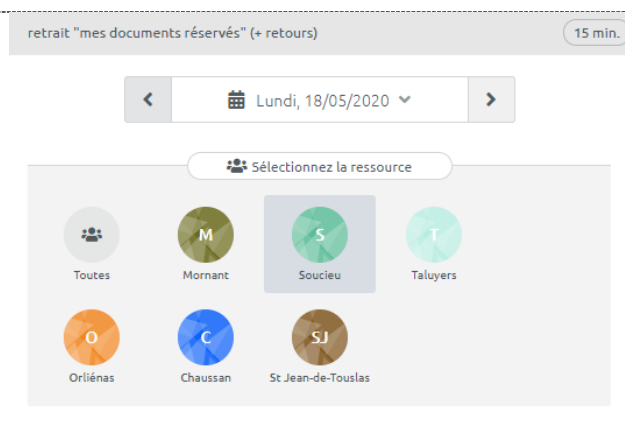 retrait "mes documents réservés" (+ retours) 15 min.
Lundi, 18/05/2020
Sélectionnez la ressource
M S T
Toutes Mornant Soucieu Taluyers
O C SJ
Orliénas Chaussan St Jean-de-Touslas